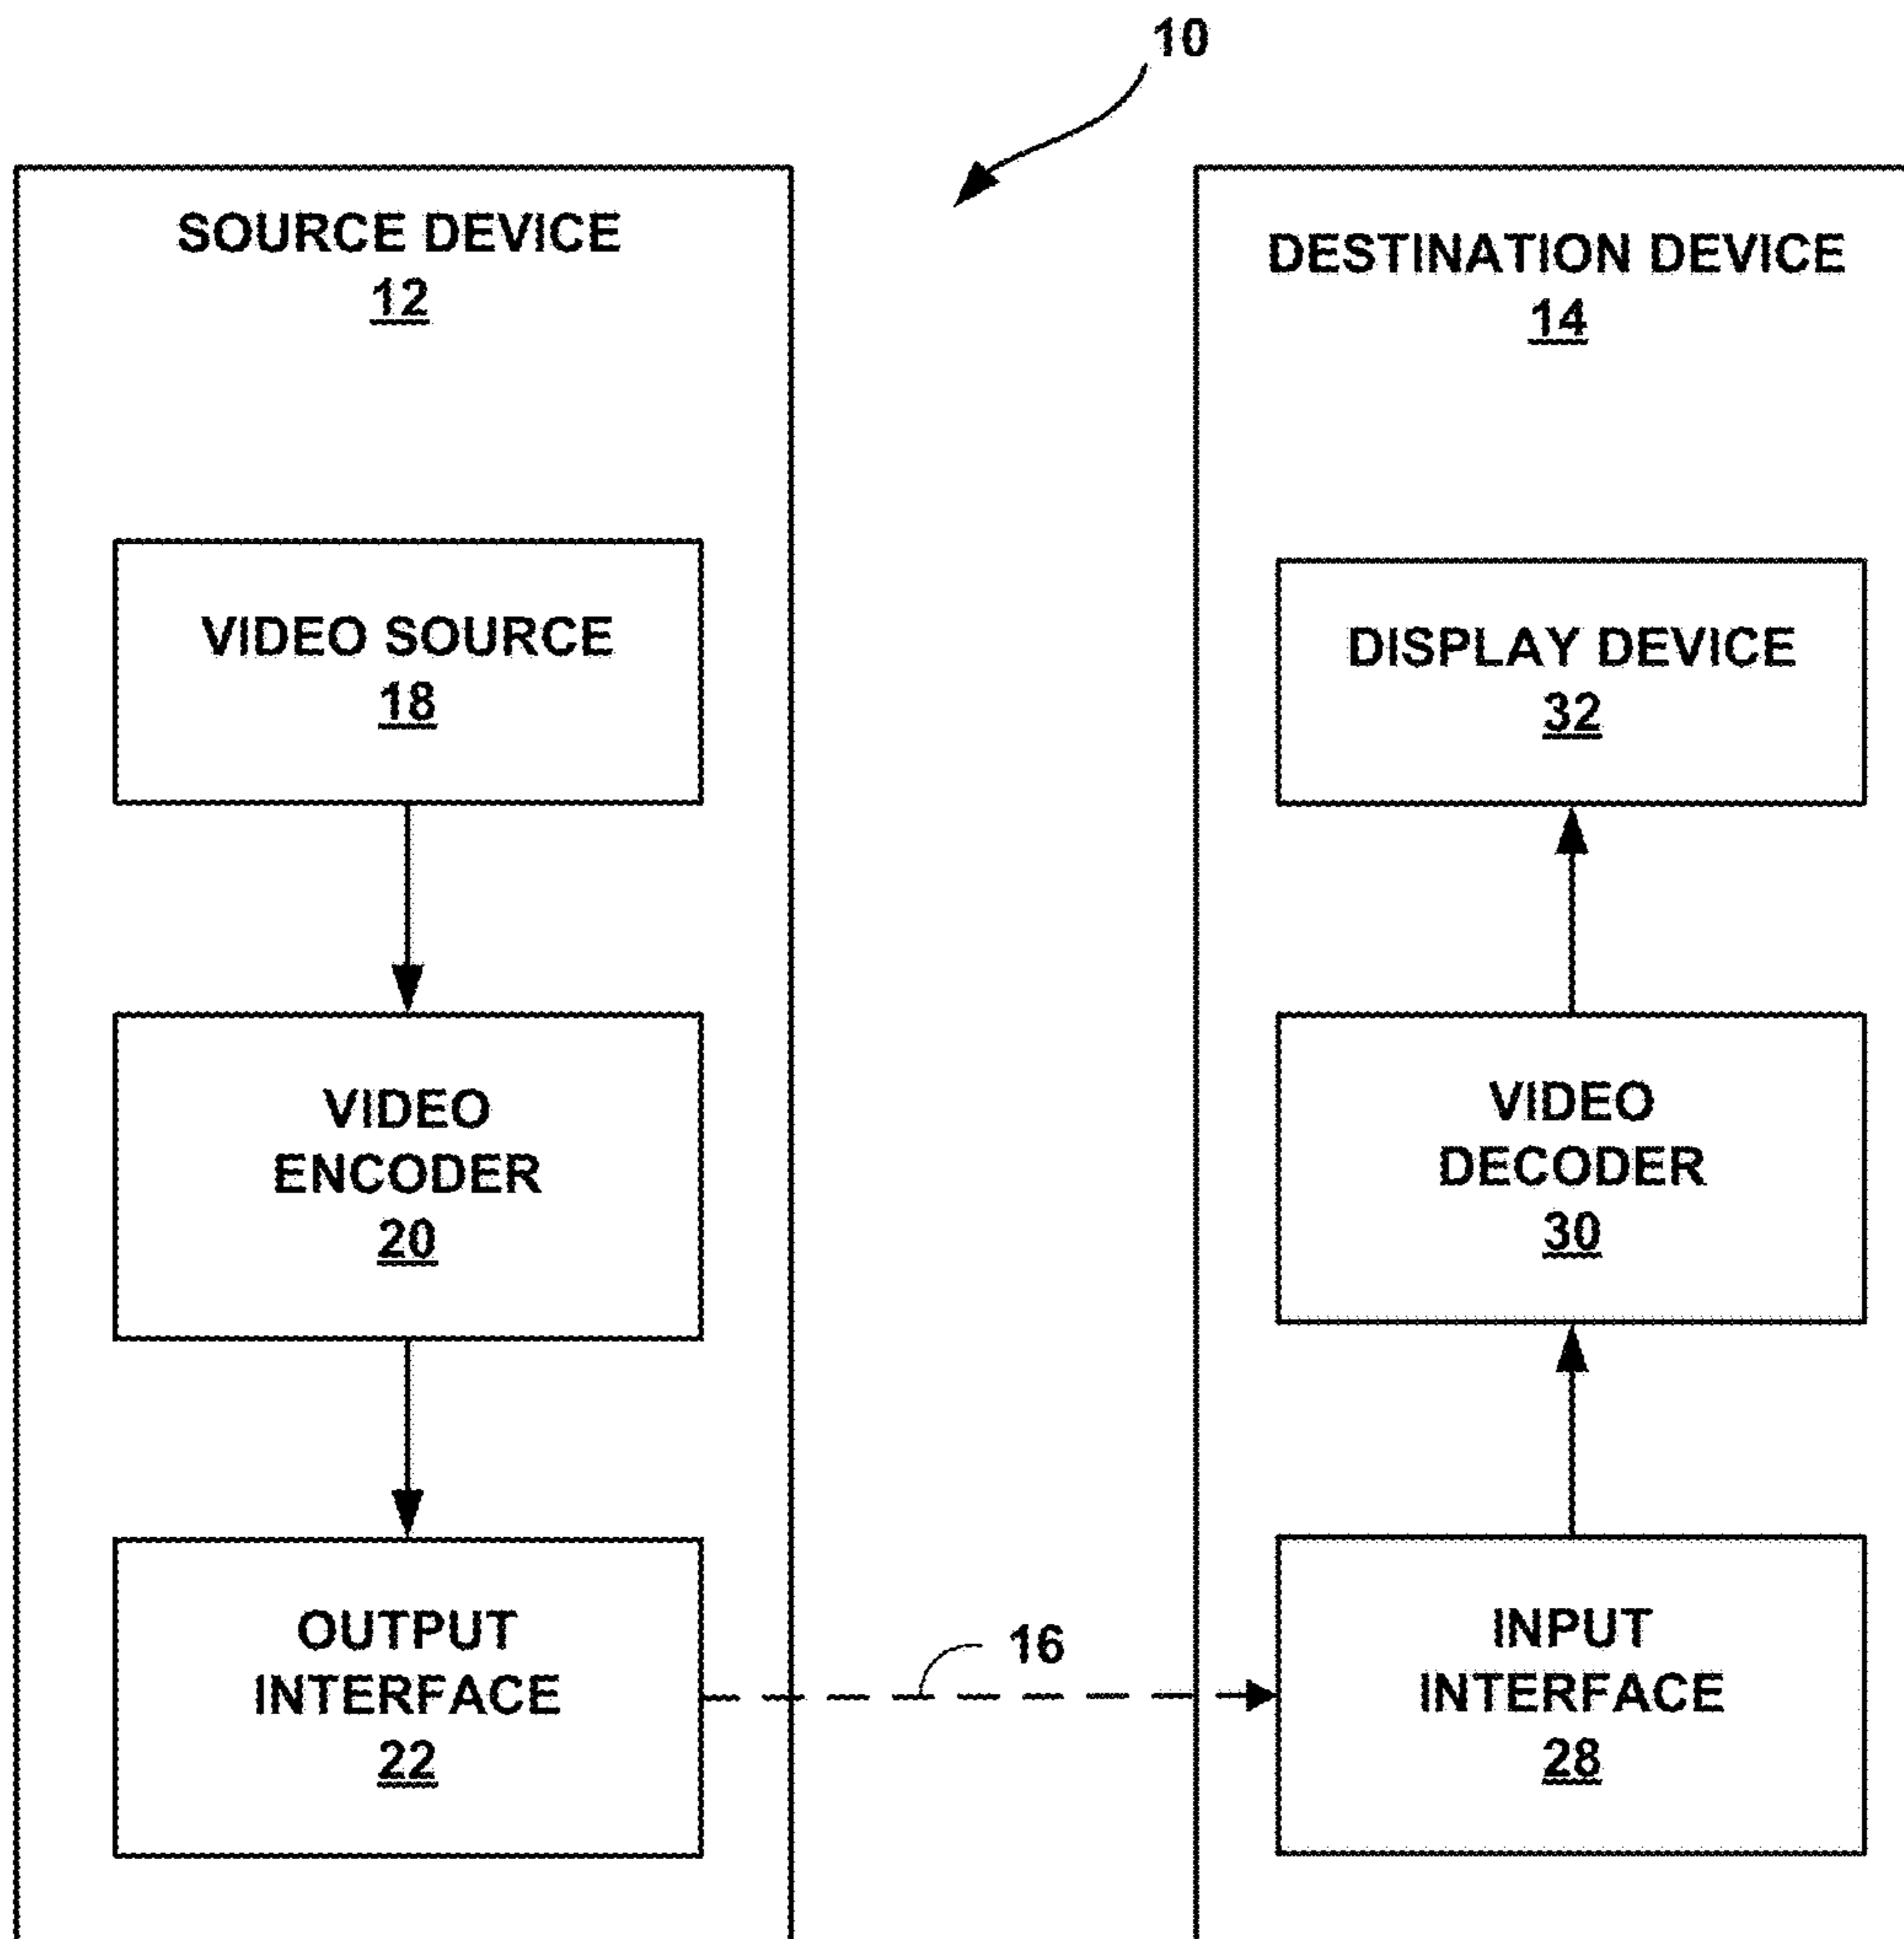 10
SOURCE DEVICE
12
VIDEO SOURCE
18
VIDEO
ENCODER
20
OUTPUT
INTERFACE
22
16
DESTINATION DEVICE
14
DISPLAY DEVICE
32
VIDEO
DECODER
30
INPUT
INTERFACE
28